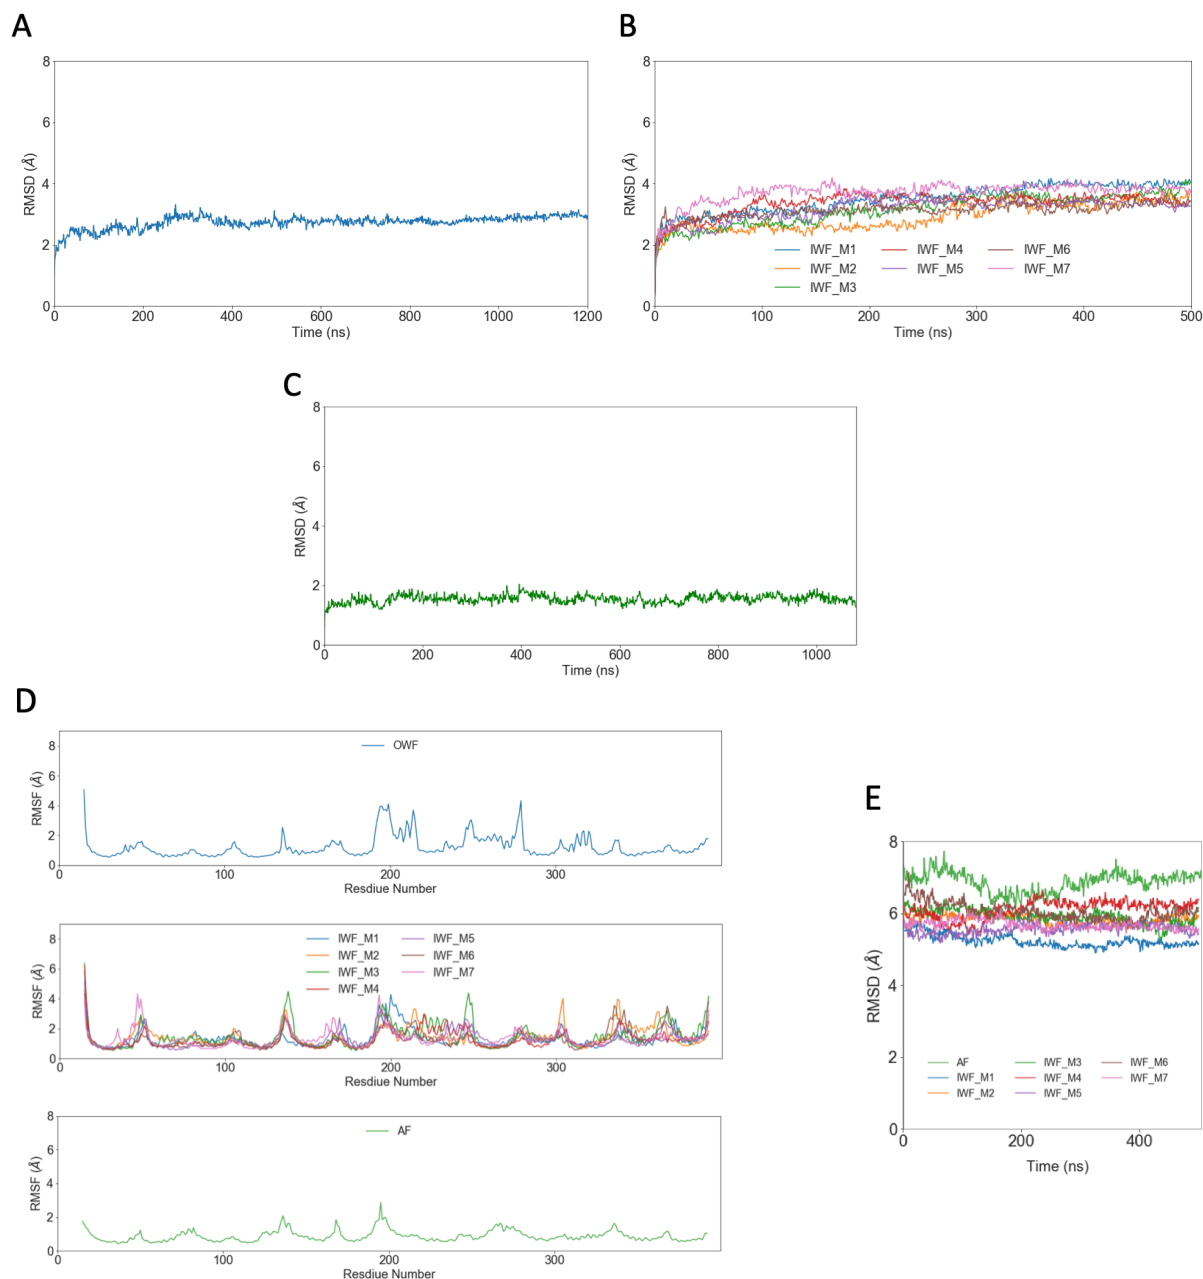 A
B
8
6
4
2
0
RMSD (Å)
0 200 400 600 800 1000 1200
Time (ns)
8
6
4
2
0
RMSD (Å)
IWF_M1 IWF_M4 IWF_M6
IWF_M2 IWF_M5 IWF_M7
IWF_M3
0 100 200 300 400 500
Time (ns)
C
8
6
4
2
0
RMSD (Å)
0 200 400 600 800 1000
Time (ns)
D
8
6
4
2
0
RMSF (Å)
OWF
0 100 200 300
Resdiue Number
8
6
4
2
0
RMSF (Å)
IWF_M1 IWF_M5
IWF_M2 IWF_M6
IWF_M3 IWF_M7
IWF_M4
0 100 200 300
Resdiue Number
8
6
4
2
0
RMSF (Å)
AF
0 100 200 300
Resdiue Number
E
8
6
4
2
0
RMSD (Å)
AF IWF_M3 IWF_M6
IWF_M1 IWF_M4 IWF_M7
IWF_M2 IWF_M5
0 200 400
Time (ns)